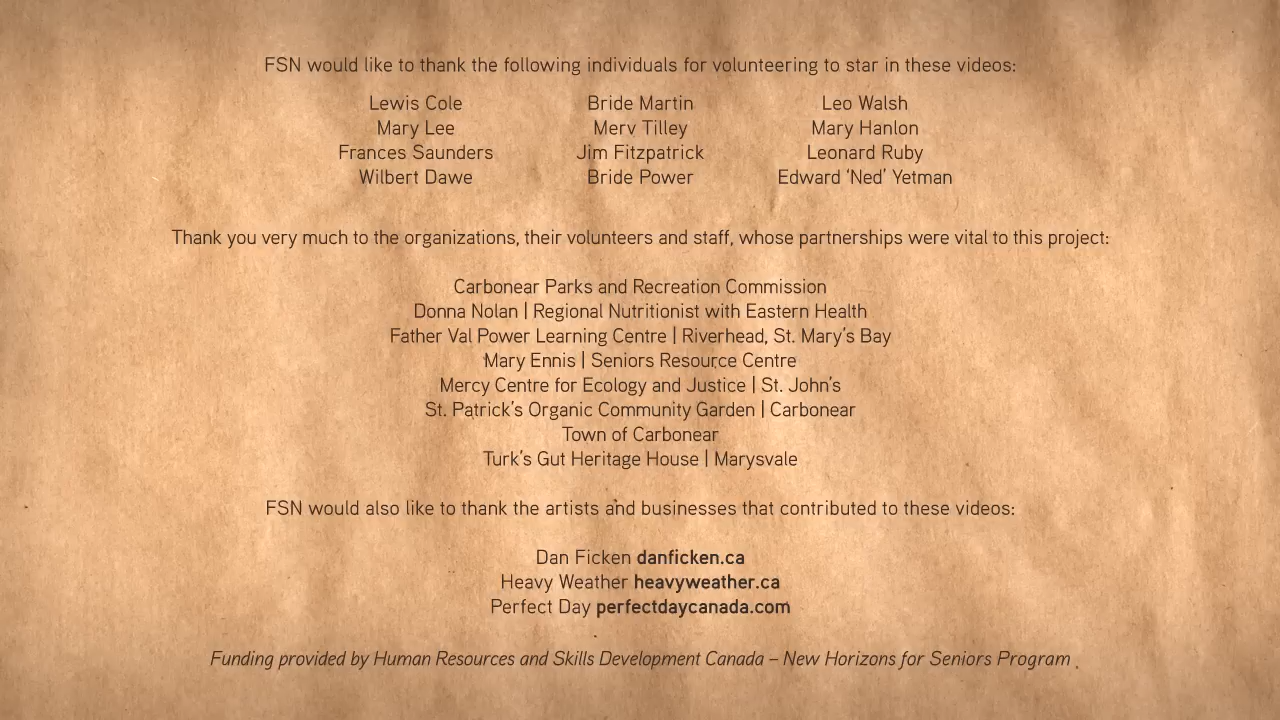 FSN would like to thank the following individuals for volunteering to star in these videos:
Lewis Cole Bride Martin Leo Walsh
Mary Lee Merv Tilley Mary Hanlon
Frances Saunders Jim Fitzpatrick Leonard Ruby
Wilbert Dawe Bride Power Edward ‘Ned’ Yetman
Thank you very much to the organizations, their volunteers and staff, whose partnerships were vital to this project:
Carbonear Parks and Recreation Commission
Donna Nolan | Regional Nutritionist with Eastern Health
Father Val Power Learning Centre | Riverhead, St. Mary’s Bay
Mary Ennis | Seniors Resource Centre
Mercy Centre for Ecology and Justice | St. John’s
St. Patrick’s Organic Community Garden | Carbonear
Town of Carbonear
Turk’s Gut Heritage House | Marysvale
FSN would also like to thank the artists and businesses that contributed to these videos:
Dan Ficken danficken.ca
Heavy Weather heavyweather.ca
Perfect Day perfectdaycanada.com
Funding provided by Human Resources and Skills Development Canada – New Horizons for Seniors Program